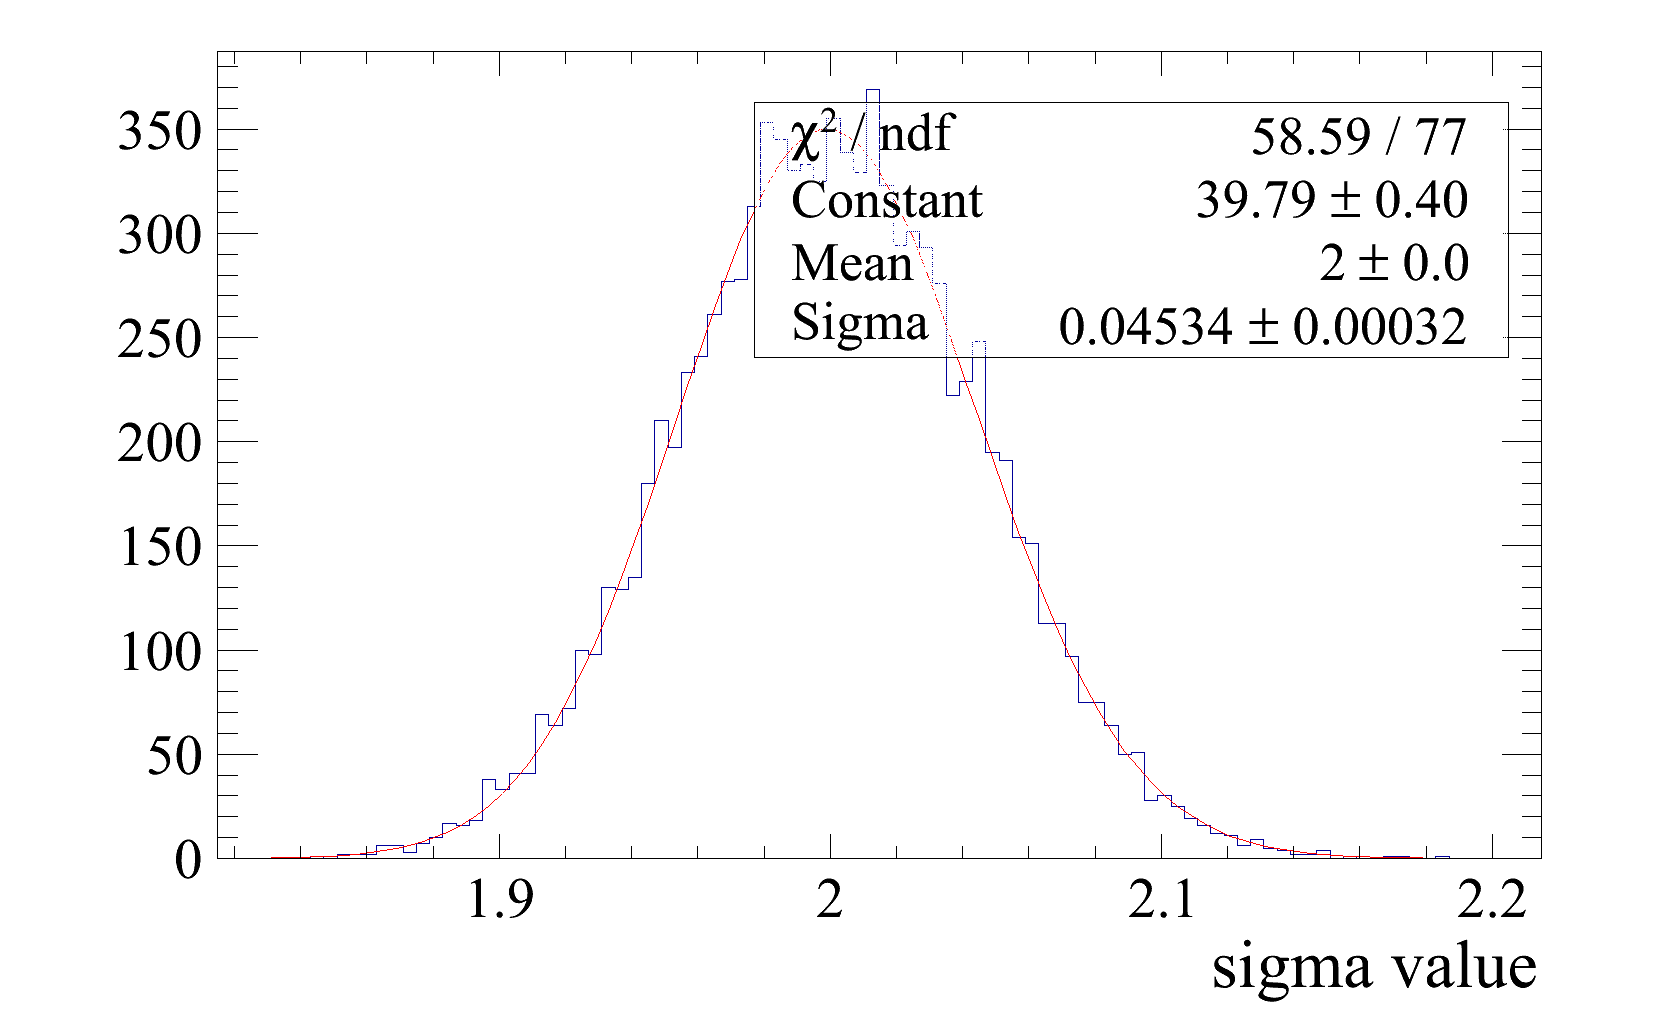 350
300
250
200
150
100
50
0
χ² / ndf 58.59 / 77
Constant 39.79 ± 0.40
Mean 2 ± 0.0
Sigma 0.04534 ± 0.00032
1.9 2 2.1 2.2
sigma value